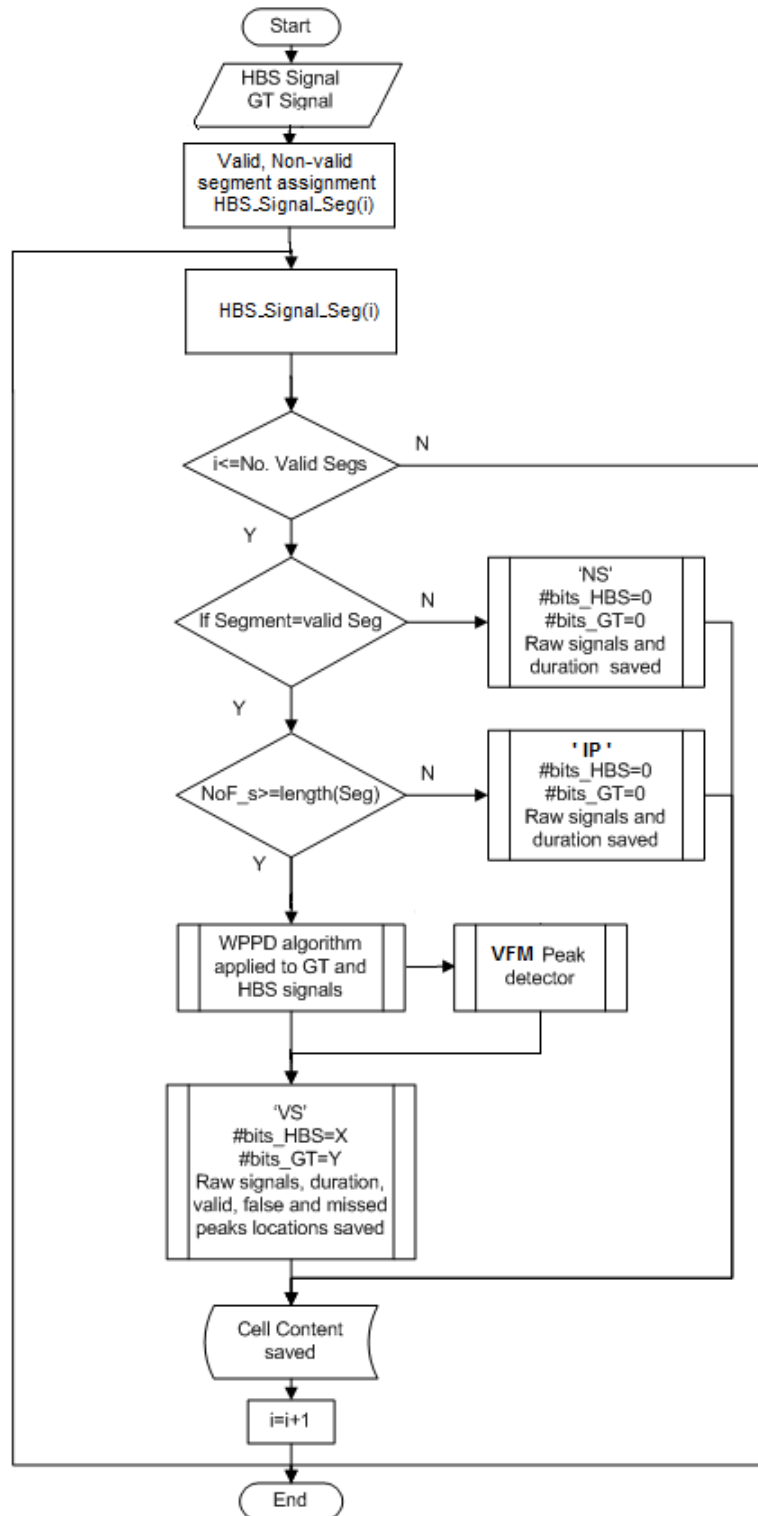 Start
HBS Signal
GT Signal
Valid, Non-valid
segment assignment
HBS_Signal_Seg(i)
HBS_Signal_Seg(i)
i<=No. Valid Segs
N
Y
If Segment=valid Seg
N
'NS'
#bits_HBS=0
#bits_GT=0
Raw signals and
duration saved
Y
NoF_s>=length(Seg)
N
' IP '
#bits_HBS=0
#bits_GT=0
Raw signals and
duration saved
Y
WPPD algorithm
applied to GT and
HBS signals
VFM Peak
detector
'VS'
#bits_HBS=X
#bits_GT=Y
Raw signals, duration,
valid, false and missed
peaks locations saved
Cell Content
saved
i=i+1
End